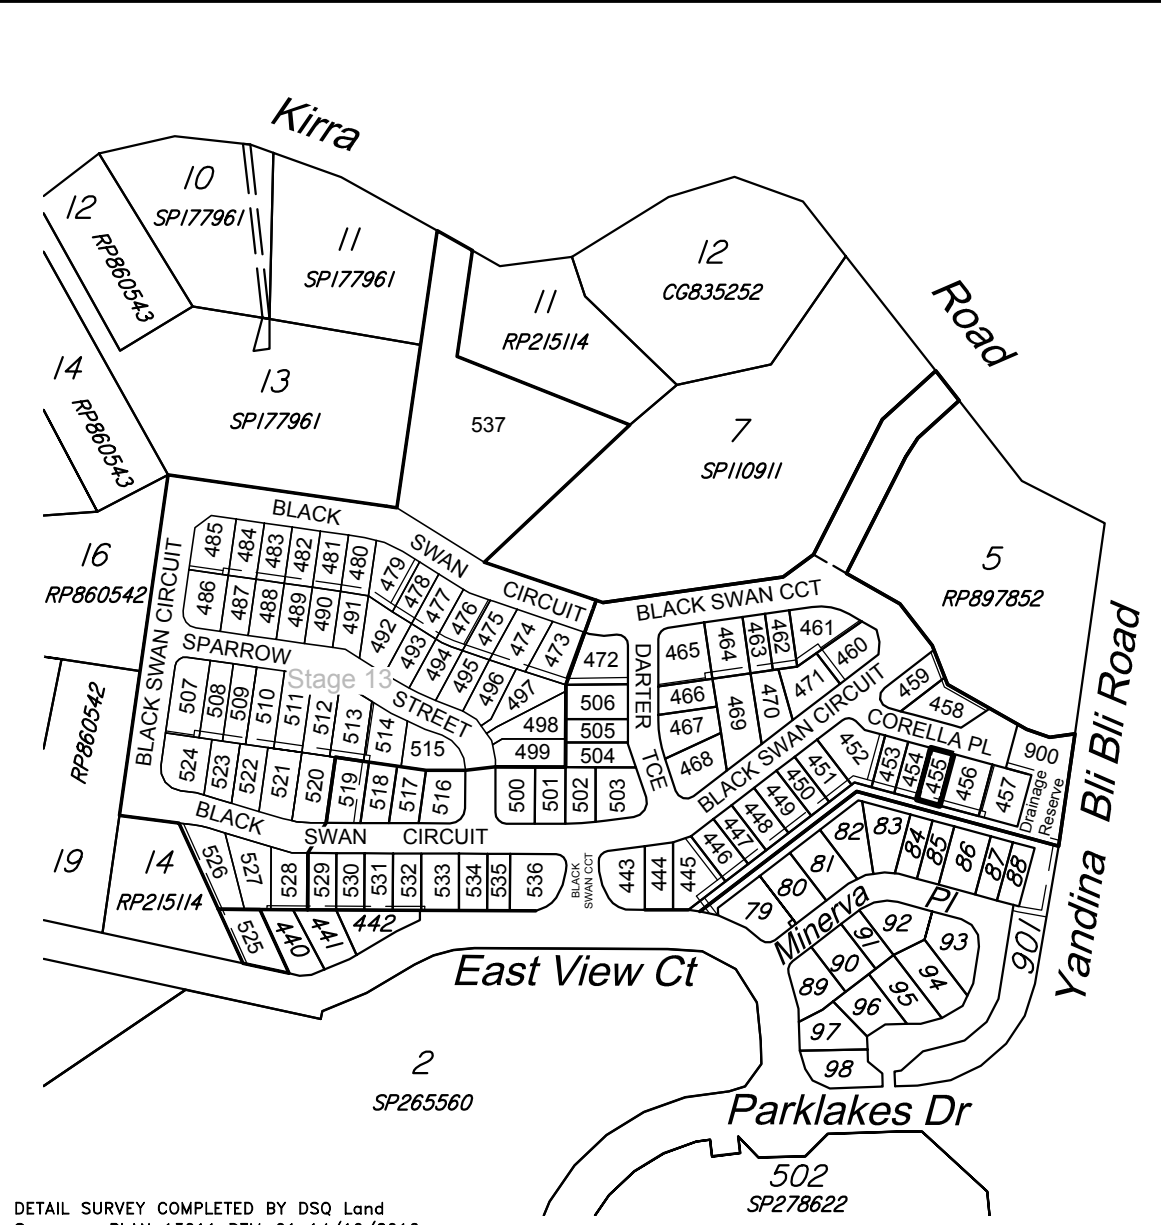 Kirra
Road
10
SP177961
12
RP860543
11
SP177961
12
CG835252
11
RP215114
14
RP860543
13
SP177961
537
7
SP110911
5
RP897852
16
RP860542
RP860542
19
14
RP215114
BLACK SWAN CIRCUIT
BLACK SWAN CIRCUIT
BLACK SWAN CCT
485 484 483 482 481 480 479 478 477 476 475 474 473
486 487 488 489 490 491 492 493 494 495 496 497
498
499
SPARROW STREET
Stage 13
507 508 509 510 511 512 513 514 515
524 523 522 521 520 519 518 517 516
500 501 502 503
472
506
505
504
DARTER TCE
465 464 463 462 461 460
466
467
468
469 470 471
BLACK SWAN CIRCUIT
459
458
CORELLA PL
452 453 454 455 456 457
900
Drainage
Reserve
446 447 448 449 450 451
BLACK SWAN CIRCUIT
526 527 528 529 530 531 532 533 534 535 536
BLACK
SWAN CCT
443 444 445
525 440 441 442
79 80 81 82 83 84 85 86 87 88
Minerva Pl
89 90 91 92 93 94 95 96 97 98
901
Yandina Bli Bli Road
East View Ct
2
SP265560
Parklakes Dr
502
SP278622
DETAIL SURVEY COMPLETED BY DSQ Land